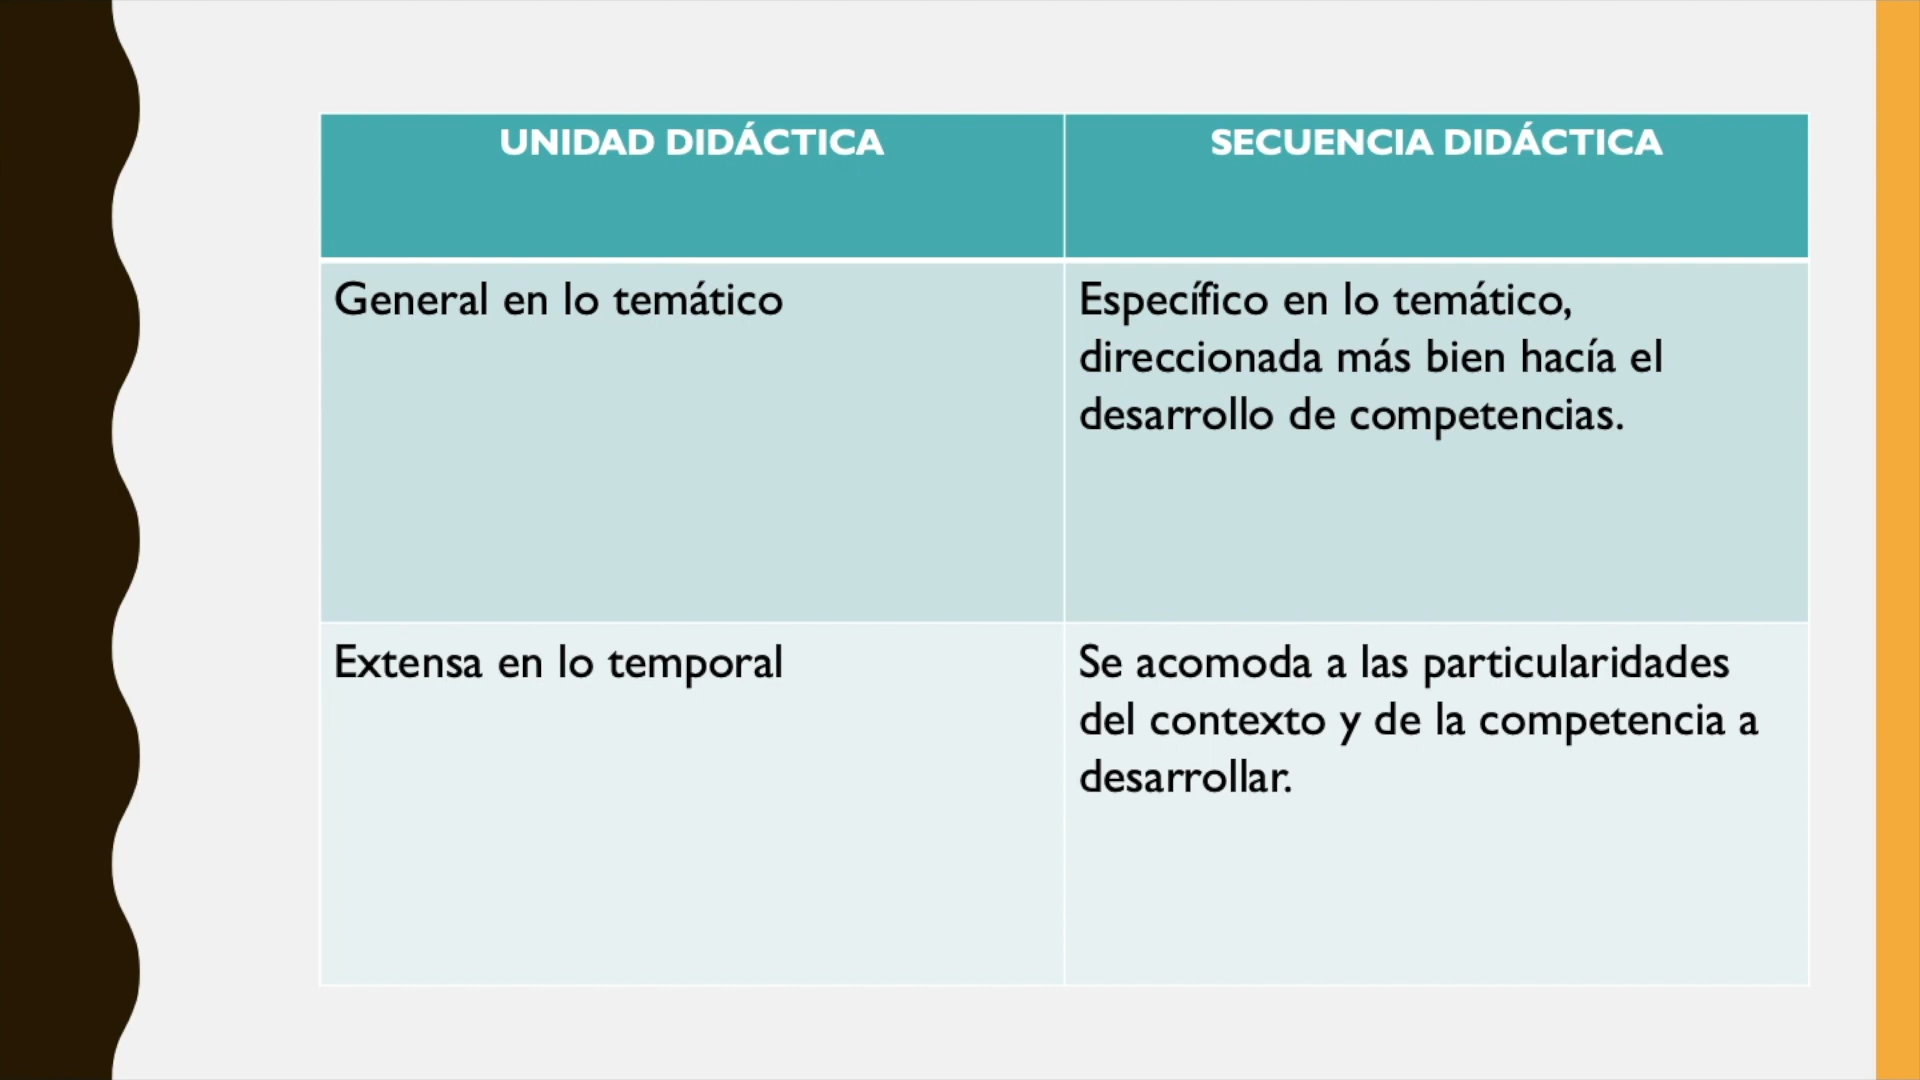 UNIDAD DIDÁCTICA
SECUENCIA DIDÁCTICA
General en lo temático
Específico en lo temático,
direccionada más bien hacía el
desarrollo de competencias.
Extensa en lo temporal
Se acomoda a las particularidades
del contexto y de la competencia a
desarrollar.